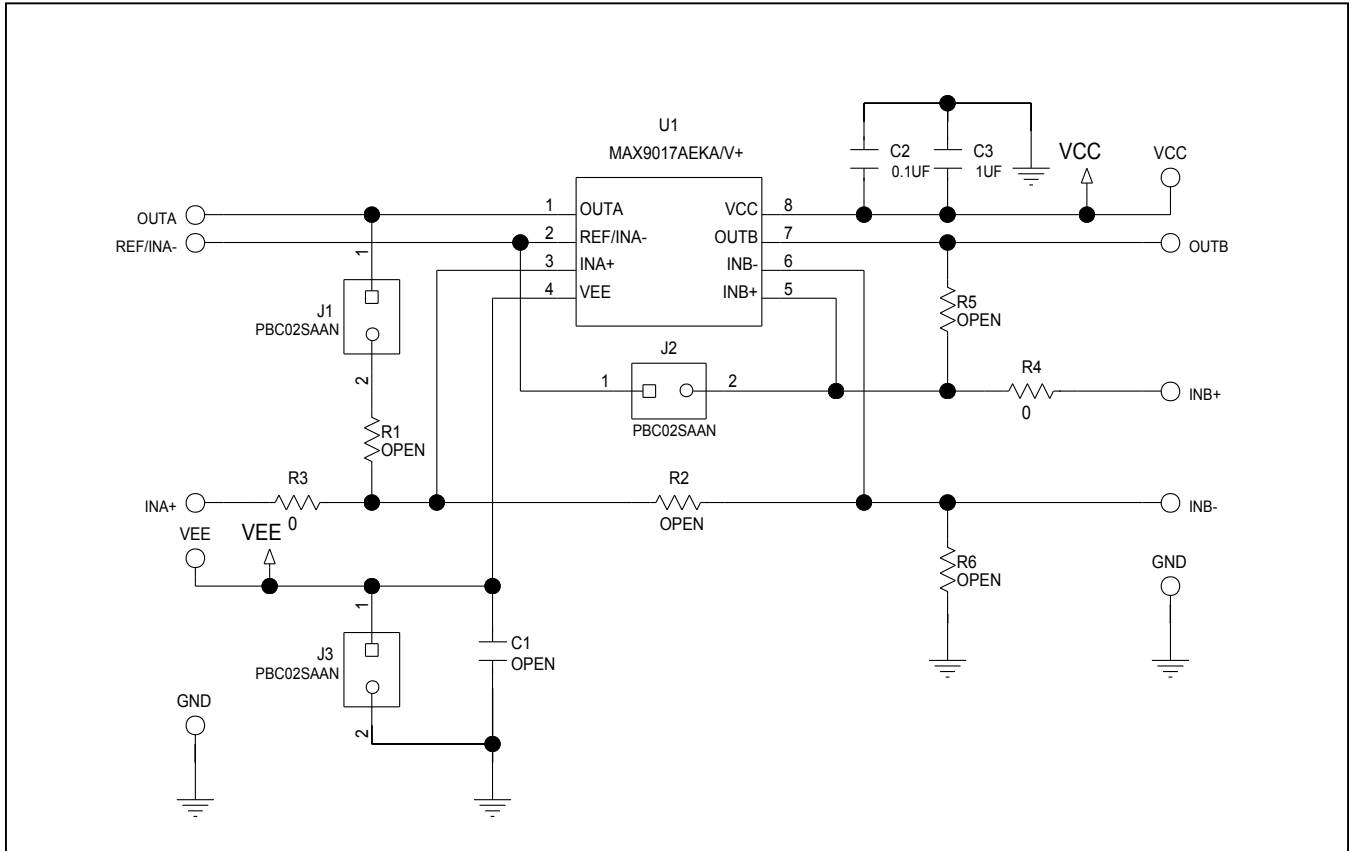 U1
MAX9017AEKA/V+
C2
0.1UF
C3
1UF
VCC
VCC
OUTA
1
OUTA
VCC
8
REF/INA-
2
REF/INA-
OUTB
7
OUTB
3
INA+
INB-
6
4
VEE
INB+
5
1
J1
PBC02SAAN
2
R5
OPEN
J2
1
2
PBC02SAAN
R4
0
INB+
R1
OPEN
INA+
R3
0
R2
OPEN
INB-
VEE
VEE
R6
OPEN
GND
1
J3
PBC02SAAN
2
C1
OPEN
GND